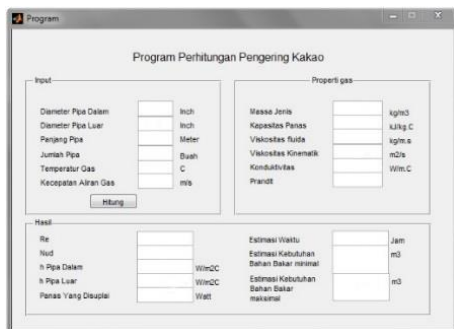 Program
Program Perhitungan Pengering Kakao
Input
Diameter Pipa Dalam Inch
Diameter Pipa Luar Inch
Panjang Pipa Meter
Jumlah Pipa Buah
Temperatur Gas C
Kecepatan Aliran Gas m/s
Hitung
Properti gas
Massa Jenis kg/m3
Kapasitas Panas kJ/kg.C
Viskositas fluida kg/m.s
Viskositas Kinematik m2/s
Konduktivitas W/m.C
Prandtl
Hasil
Re
Nud
h Pipa Dalam W/m2C
h Pipa Luar W/m2C
Panas Yang Disuplai Watt
Estimasi Waktu Jam
Estimasi Kebutuhan m3
Bahan Bakar minimal
Estimasi Kebutuhan m3
Bahan Bakar
maksimal